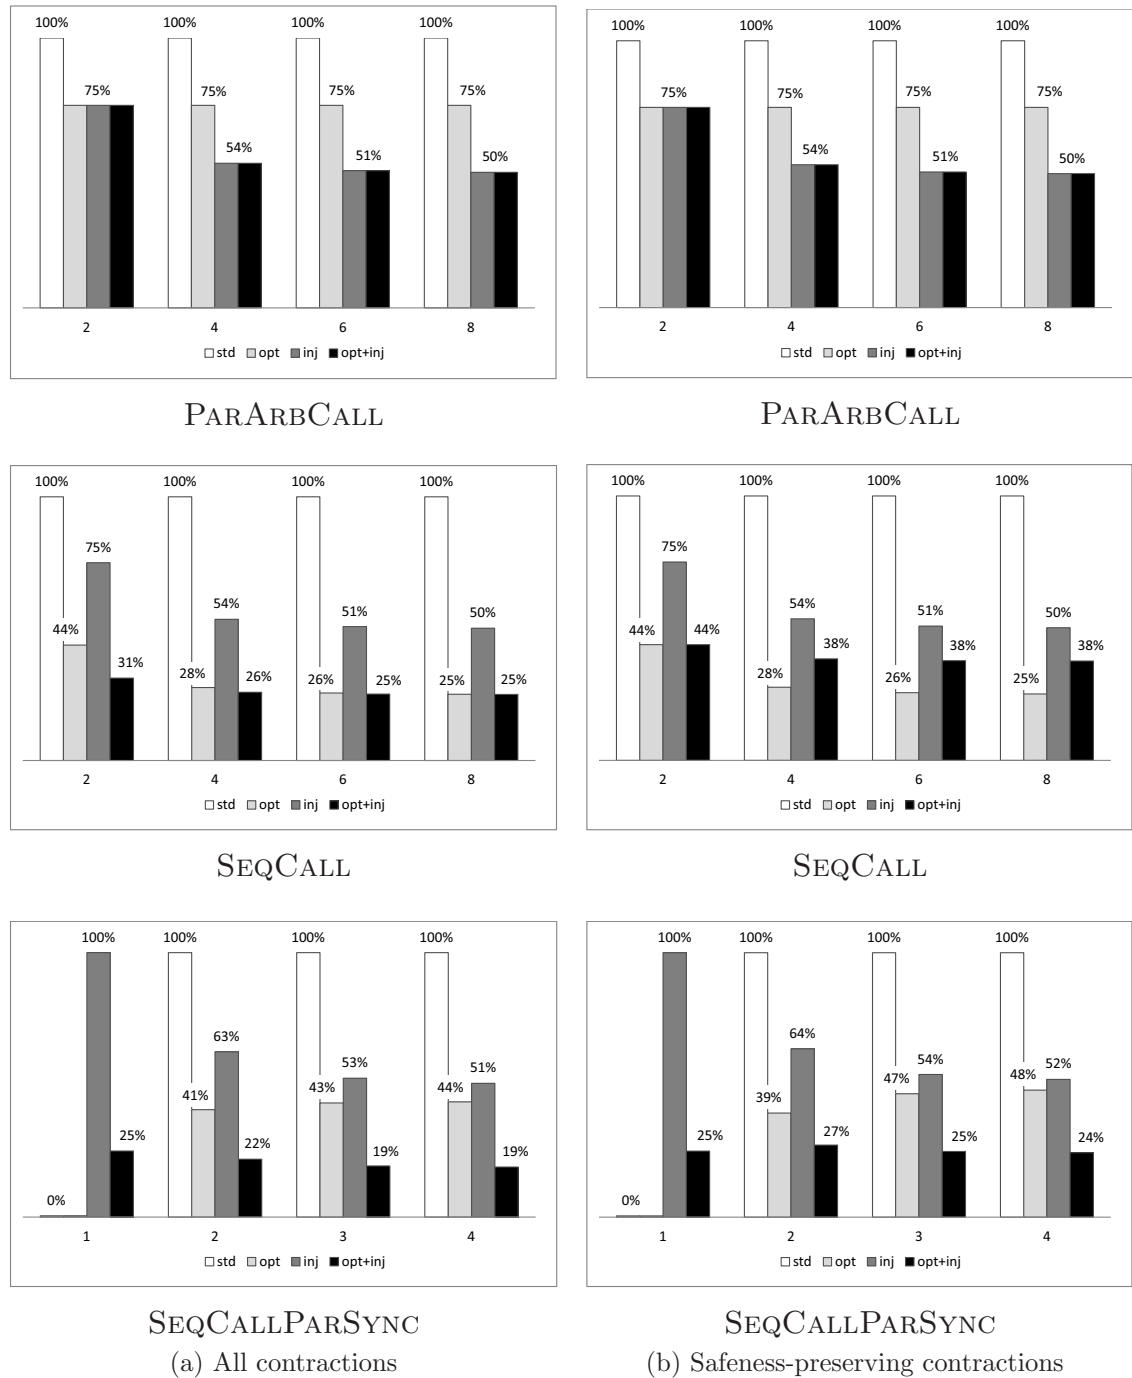 100% 100% 100% 100%
75% 75% 75% 75%
54% 51% 50%
2 4 6 8
std opt inj opt+inj
PARARBCALL
100% 100% 100% 100%
75% 75% 75% 75%
54% 51% 50%
2 4 6 8
std opt inj opt+inj
PARARBCALL
100% 100% 100% 100%
44% 75% 31% 28% 54% 26% 26% 51% 25% 25% 50% 25%
2 4 6 8
std opt inj opt+inj
SEQCALL
100% 100% 100% 100%
44% 75% 44% 28% 54% 38% 26% 51% 38% 25% 50% 38%
2 4 6 8
std opt inj opt+inj
SEQCALL
100% 100% 100% 100%
0% 25% 41% 63% 22% 43% 53% 19% 44% 51% 19%
1 2 3 4
std opt inj opt+inj
SEQCALLPARSYNC
(a) All contractions
100% 100% 100% 100%
0% 25% 39% 64% 27% 47% 54% 25% 48% 52% 24%
1 2 3 4
std opt inj opt+inj
SEQCALLPARSYNC
(b) Safeness-preserving contractions